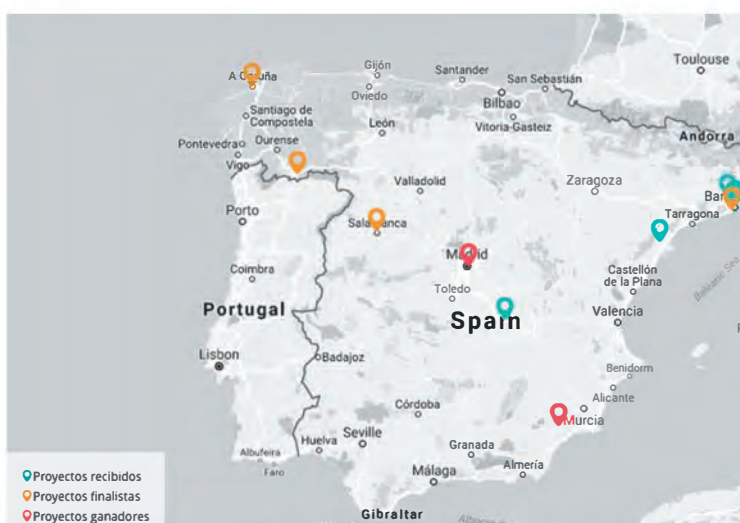 Toulouse
Gijón
Santander
San Sebastián
A Coruña
Oviedo
Bilbao
Santiago de
Compostela
León
Vitoria-Gasteiz
Andorra
Pontevedra
Ourense
Vigo
Valladolid
Zaragoza
Bar
Porto
Salamanca
Tarragona
Madrid
Coimbra
Toledo
Castellón
de la Plana
Balearic Sea
Portugal
Spain
Valencia
Lisbon
Badajoz
Benidorm
Alicante
Córdoba
Murcia
Albufeira
Faro
Huelva
Seville
Granada
Málaga
Almería
Gibraltar
Proyectos recibidos
Proyectos finalistas
Proyectos ganadores